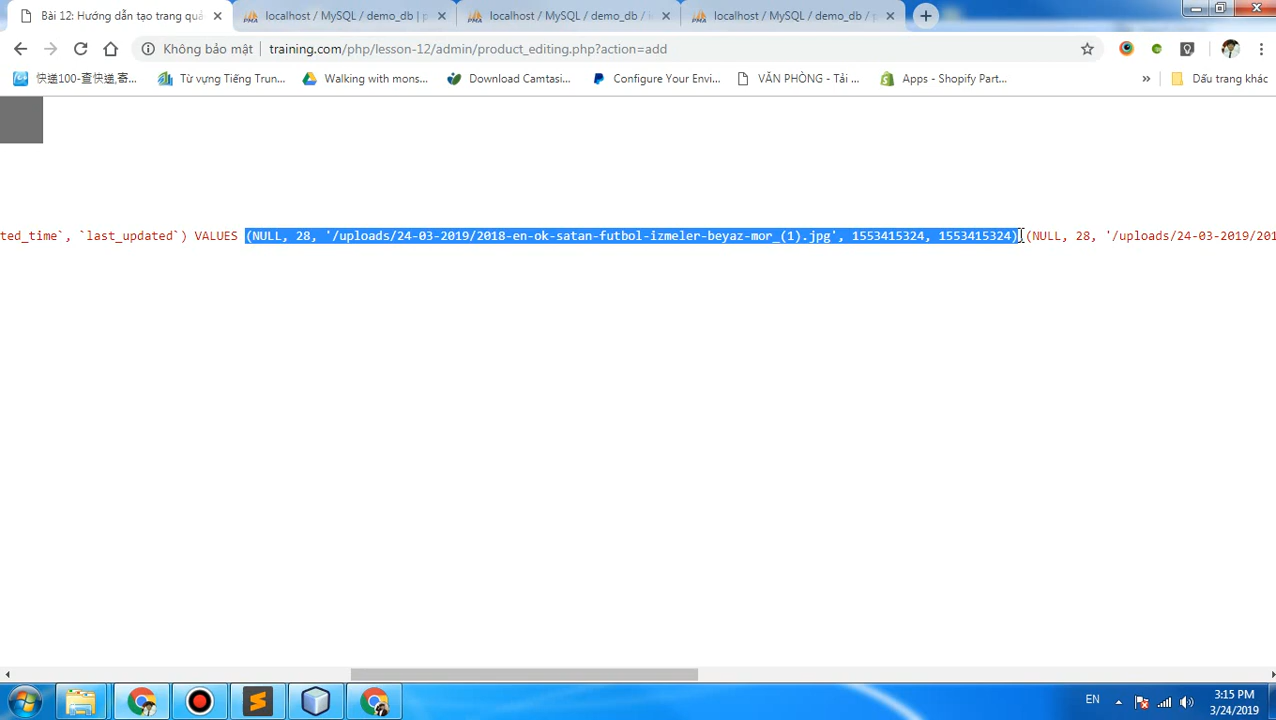 Bài 12: Hướng dẫn tạo trang quả
localhost / MySQL / demo_db | p
localhost / MySQL / demo_db /
localhost / MySQL / demo_db / p
Không bảo mật | training.com/php/lesson-12/admin/product_editing.php?action=add
快递100-查快递,寄... Từ vựng Tiếng Trun... Walking with mons... Download Camtasi... Configure Your Envi... VĂN PHÒNG - Tải ... Apps - Shopify Part... » Dấu trang khác
ted_time`, `last_updated`) VALUES (NULL, 28, '/uploads/24-03-2019/2018-en-ok-satan-futbol-izmeler-beyaz-mor_(1).jpg', 1553415324, 1553415324),(NULL, 28, '/uploads/24-03-2019/201
EN
3:15 PM
3/24/2019